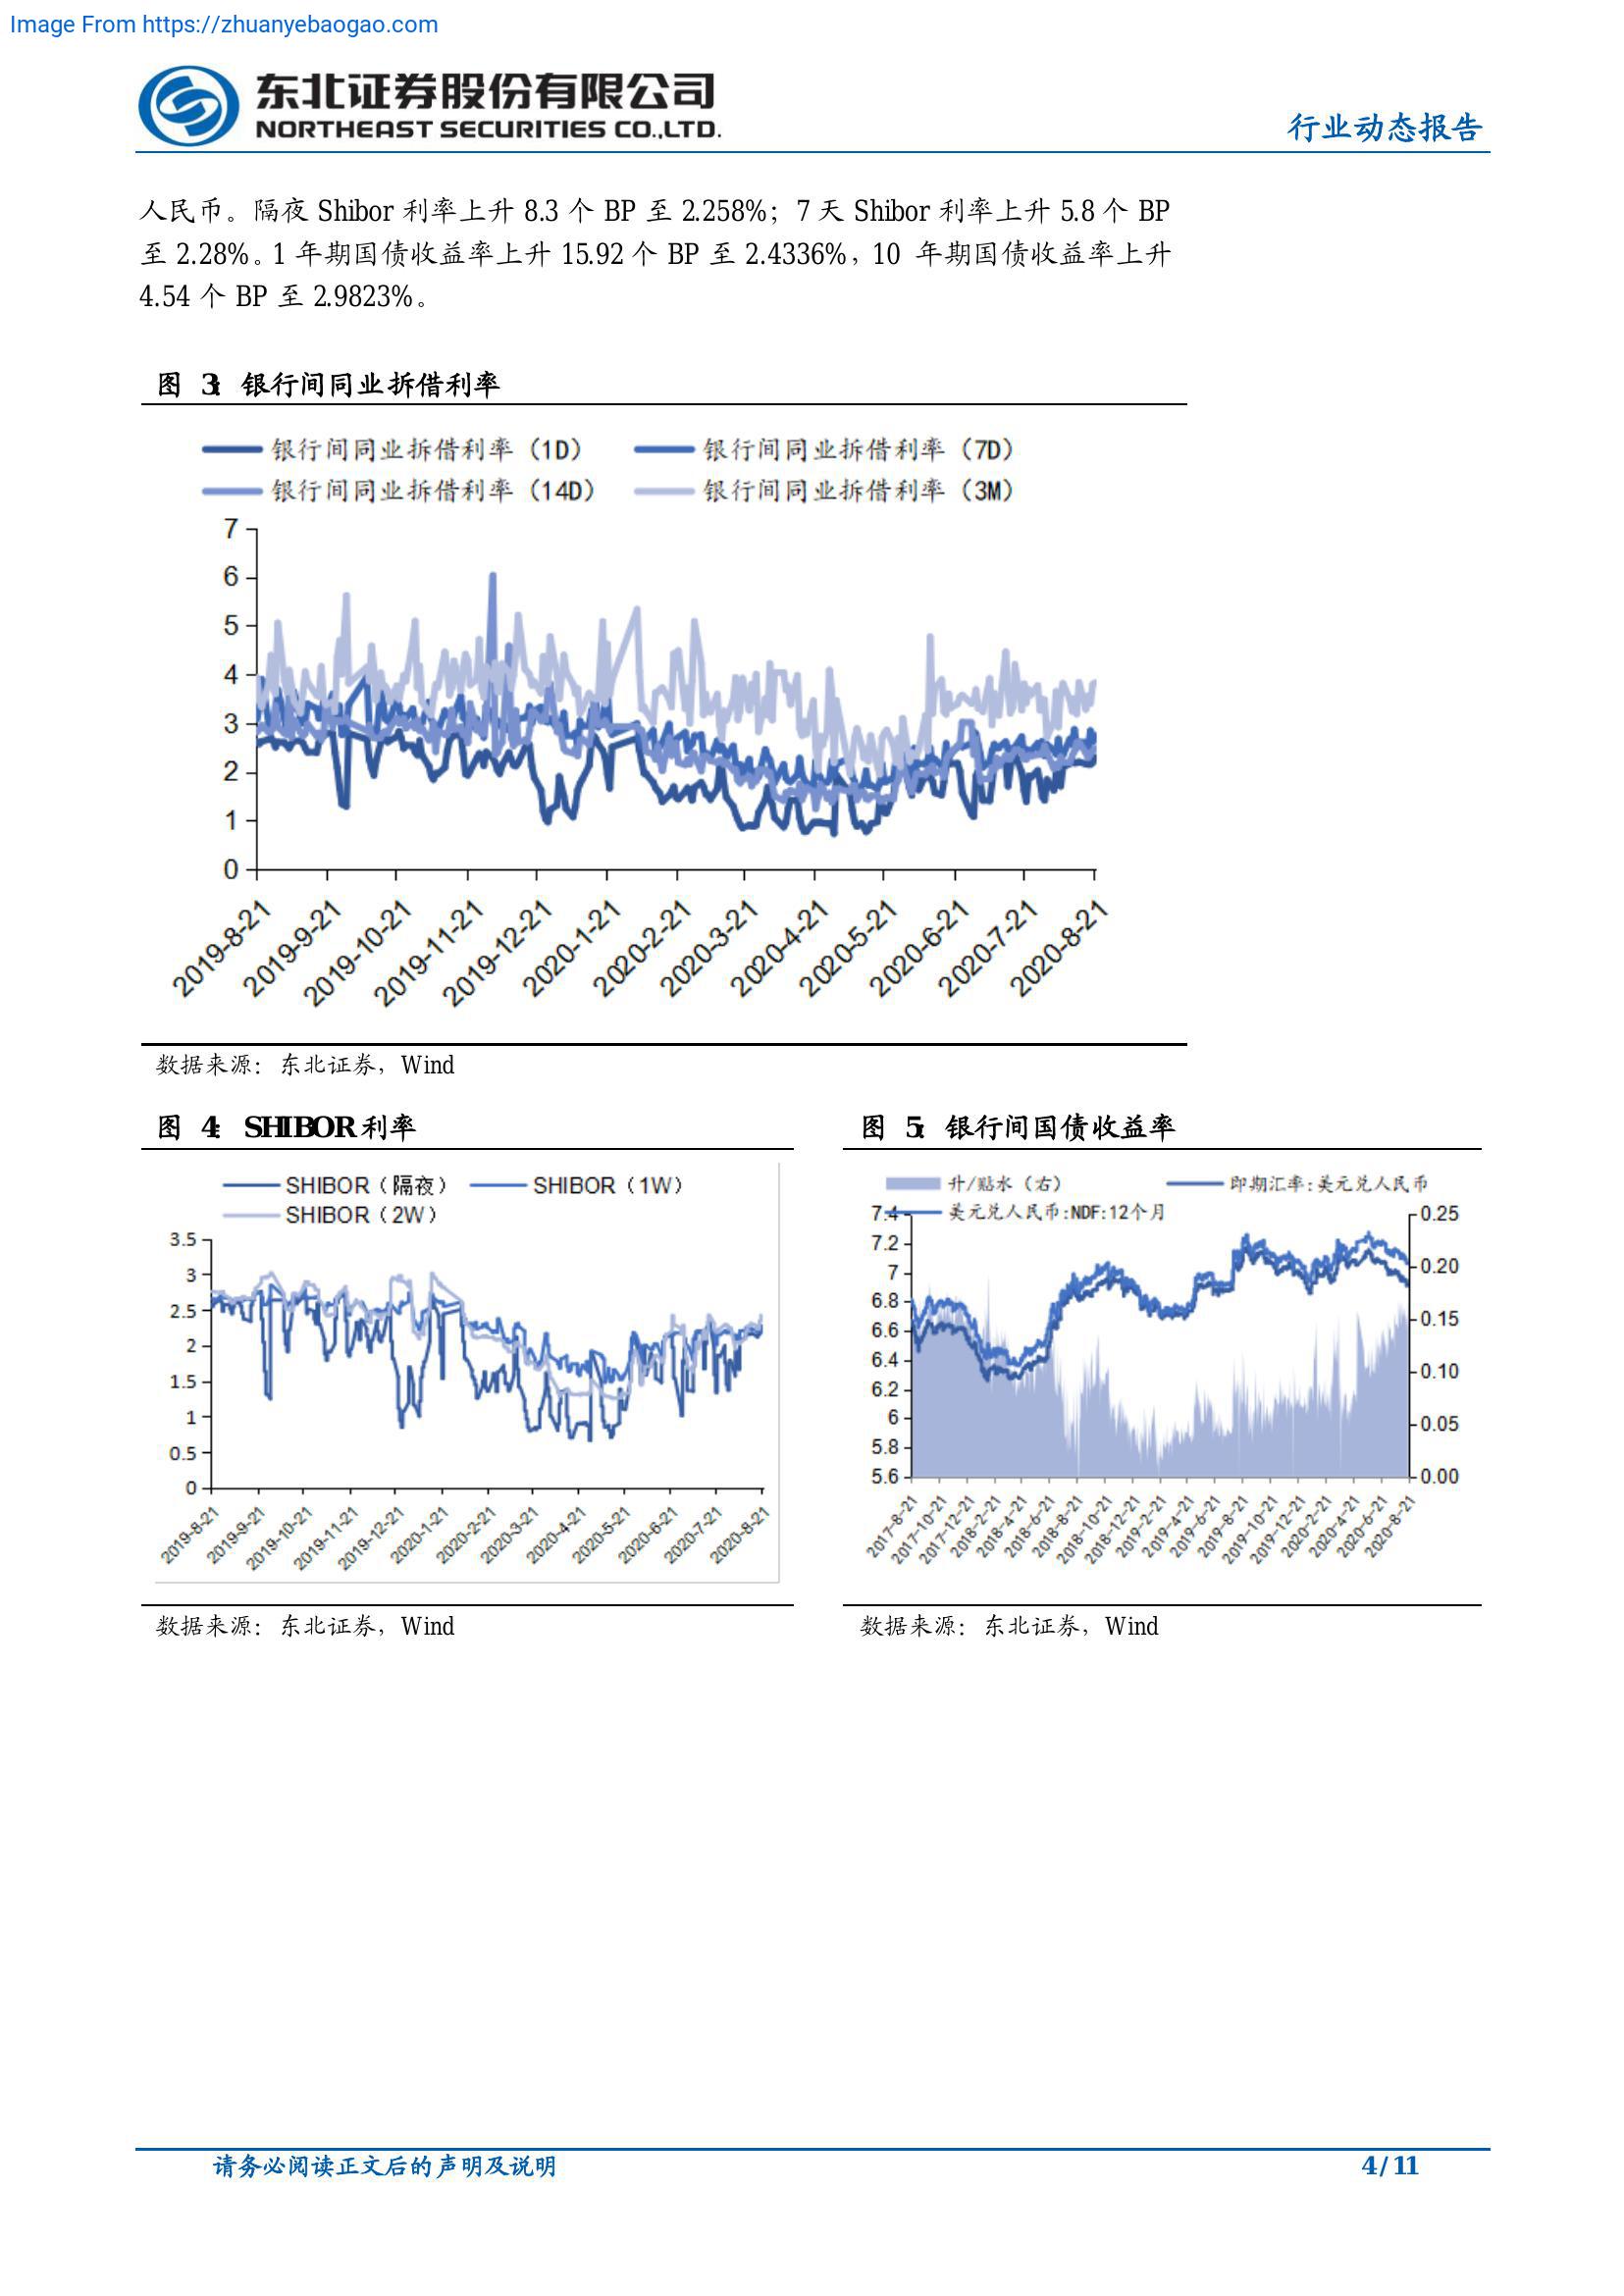 Image From https://zhuanyebaogao.com
东北证券股份有限公司
NORTHEAST SECURITIES CO.,LTD.
行业动态报告
人民币。隔夜 Shibor 利率上升 8.3 个 BP 至 2.258%；7 天 Shibor 利率上升 5.8 个 BP
至 2.28%。1 年期国债收益率上升 15.92 个 BP 至 2.4336%，10 年期国债收益率上升
4.54 个 BP 至 2.9823%。
图 3：银行间同业拆借利率
银行间同业拆借利率（1D） 银行间同业拆借利率（7D）
银行间同业拆借利率（14D） 银行间同业拆借利率（3M）
7
6
5
4
3
2
1
0
2019-8-21 2019-9-21 2019-10-21 2019-11-21 2019-12-21 2020-1-21 2020-2-21 2020-3-21 2020-4-21 2020-5-21 2020-6-21 2020-7-21 2020-8-21
数据来源：东北证券，Wind
图 4：SHIBOR利率
SHIBOR（隔夜） SHIBOR（1W）
SHIBOR（2W）
3.5
3
2.5
2
1.5
1
0.5
0
2019-8-21 2019-9-21 2019-10-21 2019-11-21 2019-12-21 2020-1-21 2020-2-21 2020-3-21 2020-4-21 2020-5-21 2020-6-21 2020-7-21 2020-8-21
数据来源：东北证券，Wind
图 5：银行间国债收益率
升/贴水（右） 即期汇率:美元兑人民币
美元兑人民币:NDF:12个月
7.4
7.2
7
6.8
6.6
6.4
6.2
6
5.8
5.6
0.25
0.20
0.15
0.10
0.05
0.00
2017-8-21 2017-10-21 2017-12-21 2018-2-21 2018-4-21 2018-6-21 2018-8-21 2018-10-21 2018-12-21 2019-2-21 2019-4-21 2019-6-21 2019-8-21 2019-10-21 2019-12-21 2020-2-21 2020-4-21 2020-6-21 2020-8-21
数据来源：东北证券，Wind
请务必阅读正文后的声明及说明
4 / 11